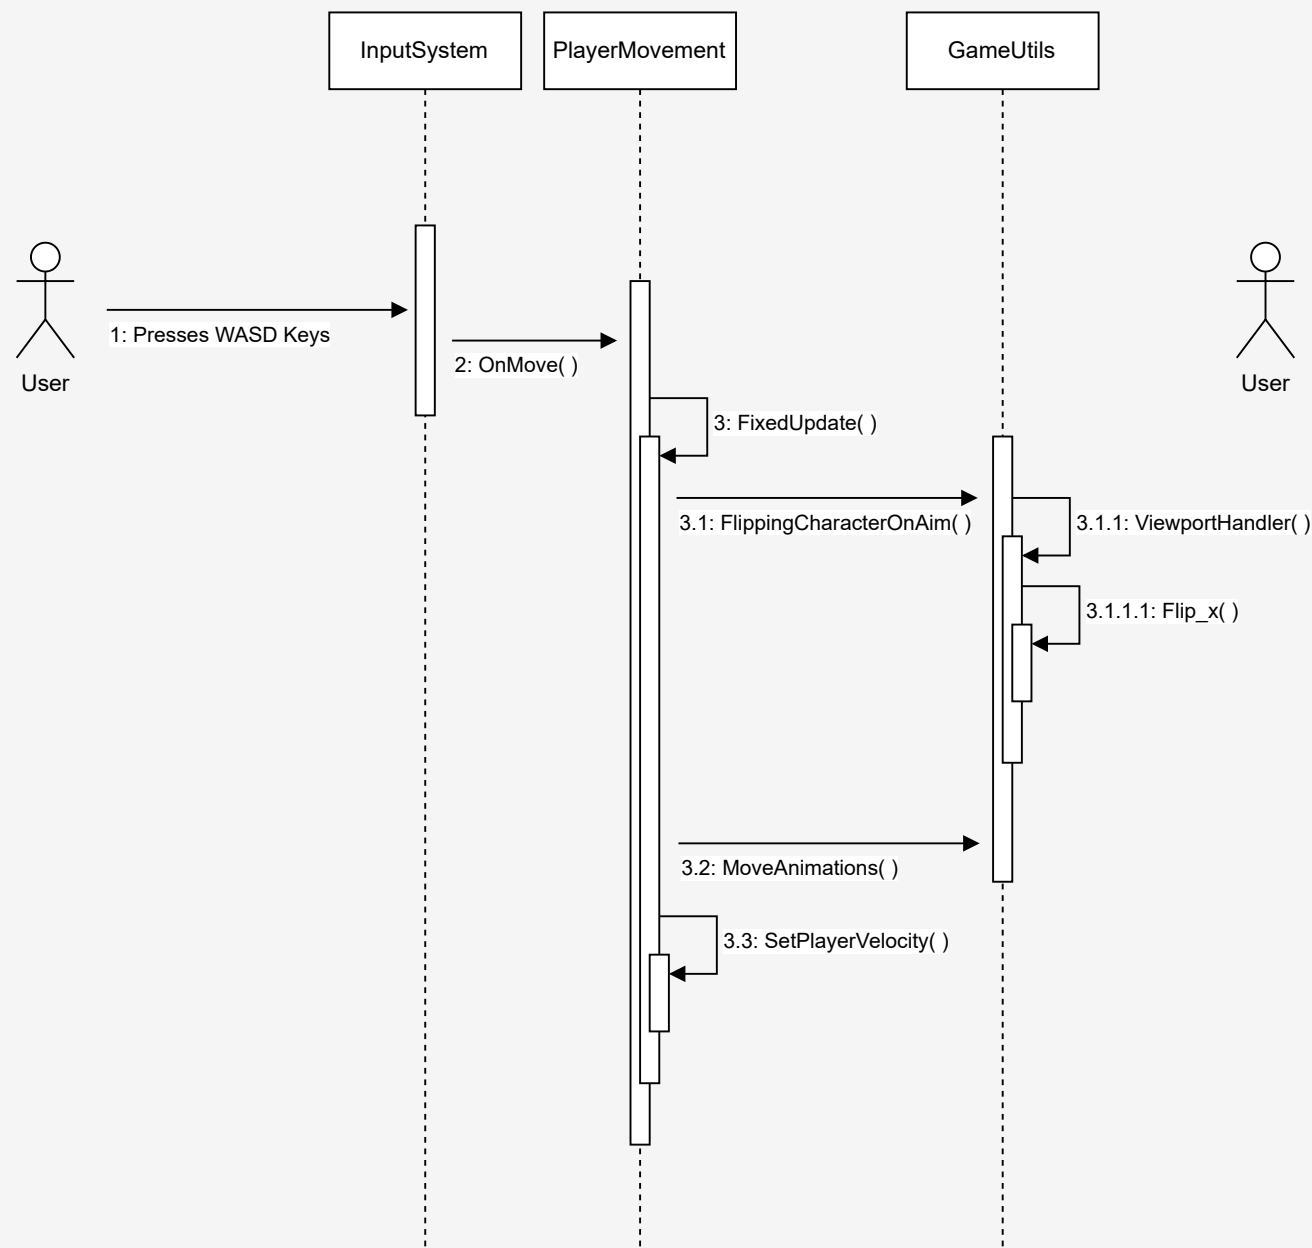 InputSystem
PlayerMovement
GameUtils
1: Presses WASD Keys
User
2: OnMove( )
User
3: FixedUpdate( )
3.1: FlippingCharacterOnAim( )
3.1.1: ViewportHandler( )
3.1.1.1: Flip_x( )
3.2: MoveAnimations( )
3.3: SetPlayerVelocity( )